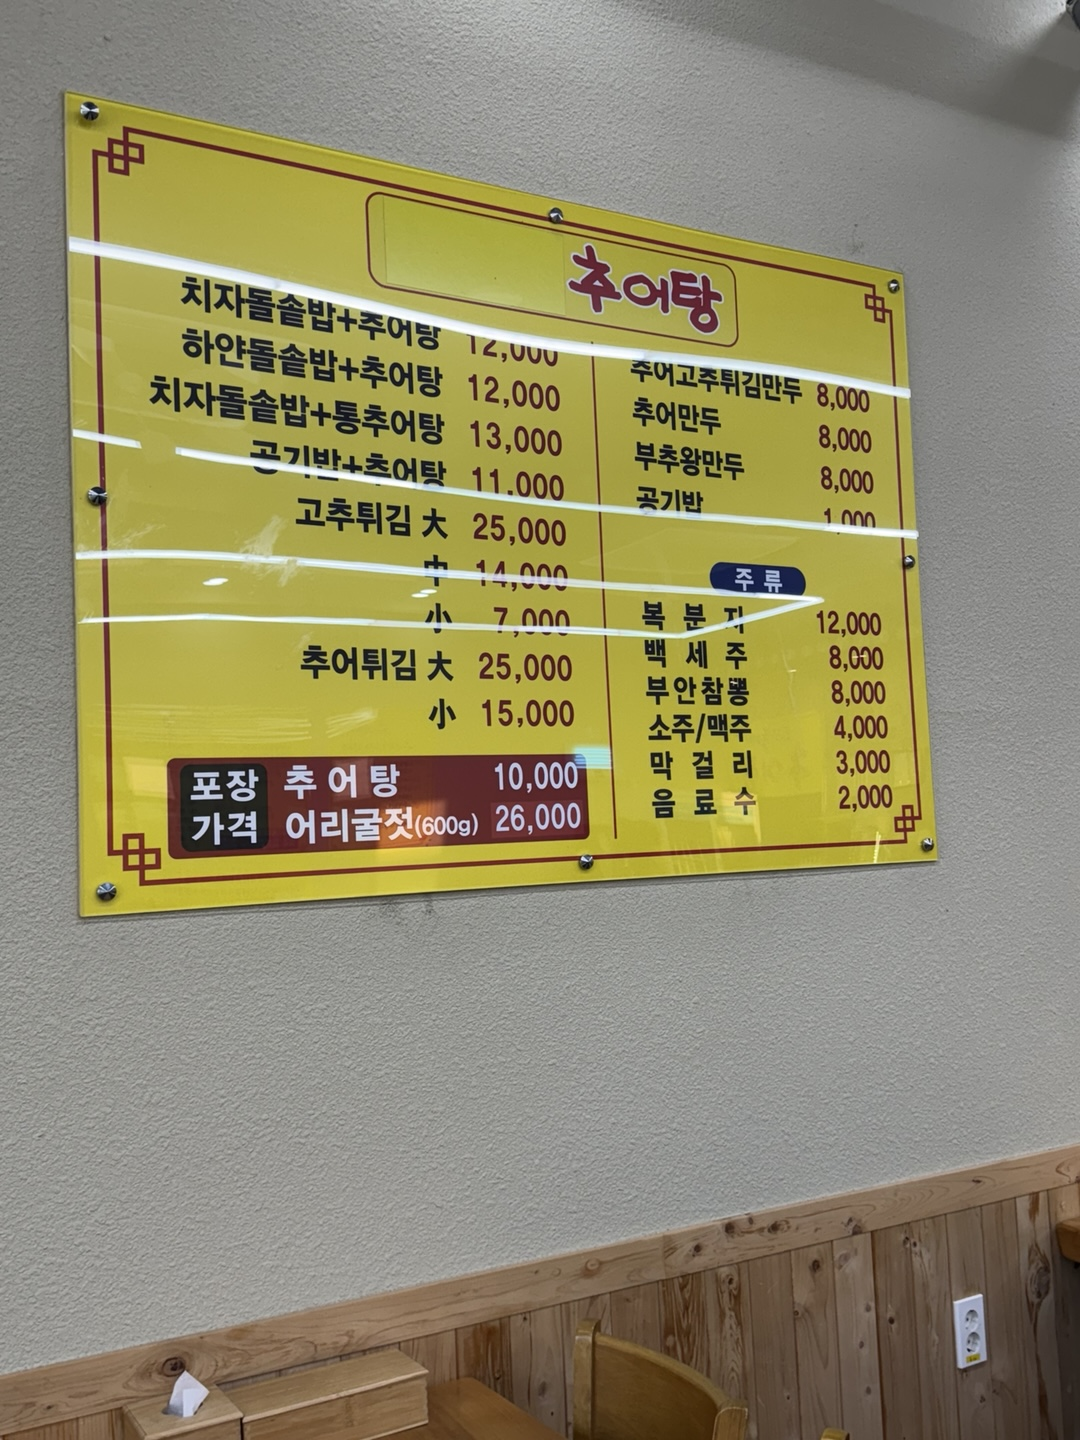 추어탕
치자돌솥밥+추어탕 12,000
하얀돌솥밥+추어탕 12,000
치자돌솥밥+통추어탕 13,000
공기밥+추어탕 11,000
고추튀김 大 25,000
中 14,000
小 7,000
추어튀김 大 25,000
小 15,000
포장 가격
추어탕 10,000
어리굴젓(600g) 26,000
추어고추튀김만두 8,000
추어만두 8,000
부추왕만두 8,000
공기밥 1,000
주류
복분자 12,000
백세주 8,000
부안참뽕 8,000
소주/맥주 4,000
막걸리 3,000
음료수 2,000